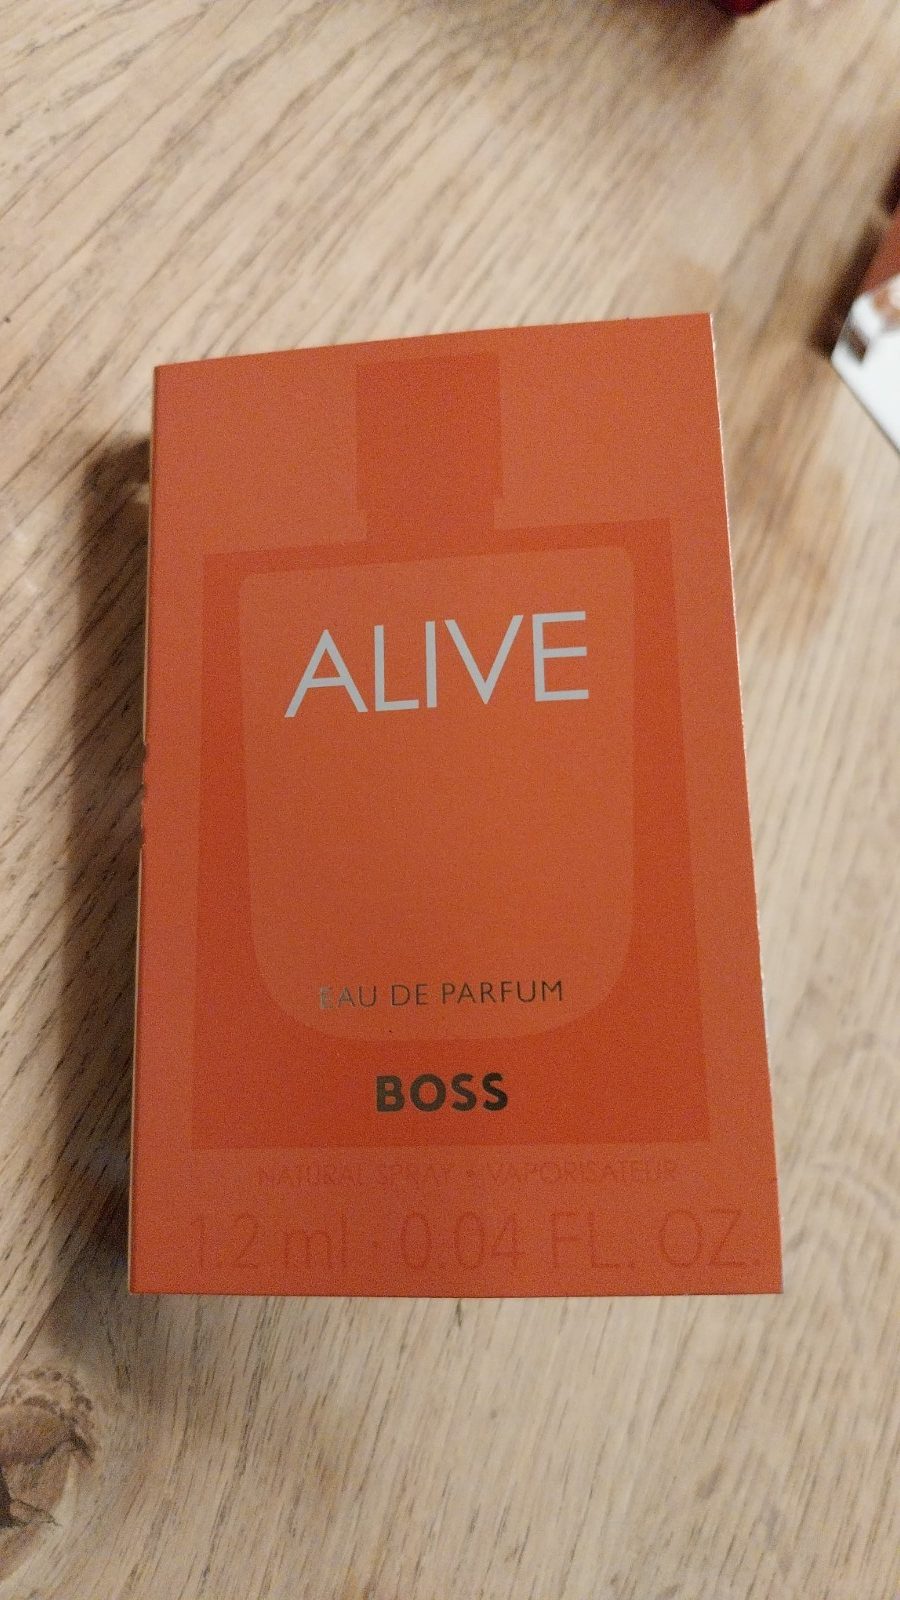 ALIVE
EAU DE PARFUM
BOSS
NATURAL SPRAY • VAPORISATEUR
1.2 ml · 0.04 FL. OZ.